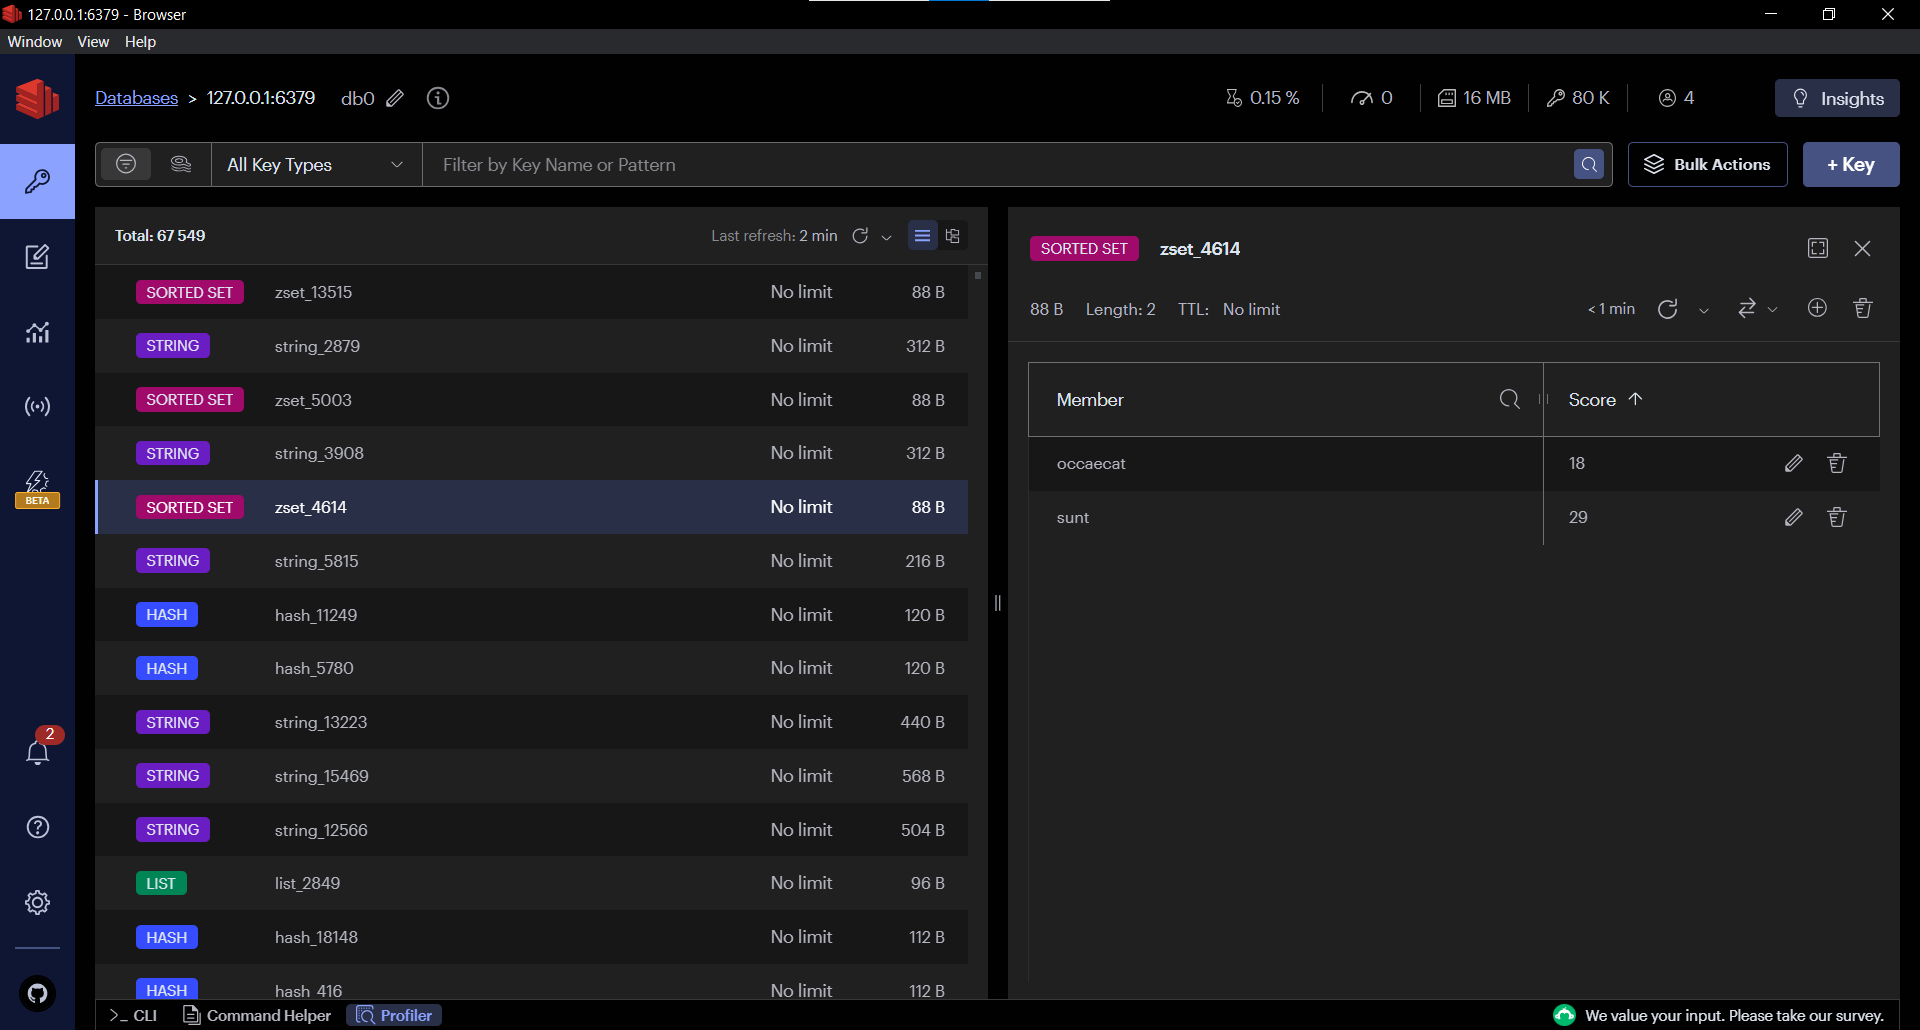 127.0.0.1:6379 - Browser
Window View Help
Databases > 127.0.0.1:6379 db0
0.15 % 0 16 MB 80 K 4 Insights
All Key Types Filter by Key Name or Pattern Bulk Actions + Key
Total: 67 549 Last refresh: 2 min
SORTED SET zset_13515 No limit 88 B
STRING string_2879 No limit 312 B
SORTED SET zset_5003 No limit 88 B
STRING string_3908 No limit 312 B
SORTED SET zset_4614 No limit 88 B
STRING string_5815 No limit 216 B
HASH hash_11249 No limit 120 B
HASH hash_5780 No limit 120 B
STRING string_13223 No limit 440 B
STRING string_15469 No limit 568 B
STRING string_12566 No limit 504 B
LIST list_2849 No limit 96 B
HASH hash_18148 No limit 112 B
HASH hash_416 No limit 112 B
SORTED SET zset_4614
88 B Length: 2 TTL: No limit < 1 min
Member Score
occaecat 18
sunt 29
BETA
2
>_ CLI Command Helper Profiler
We value your input. Please take our survey.